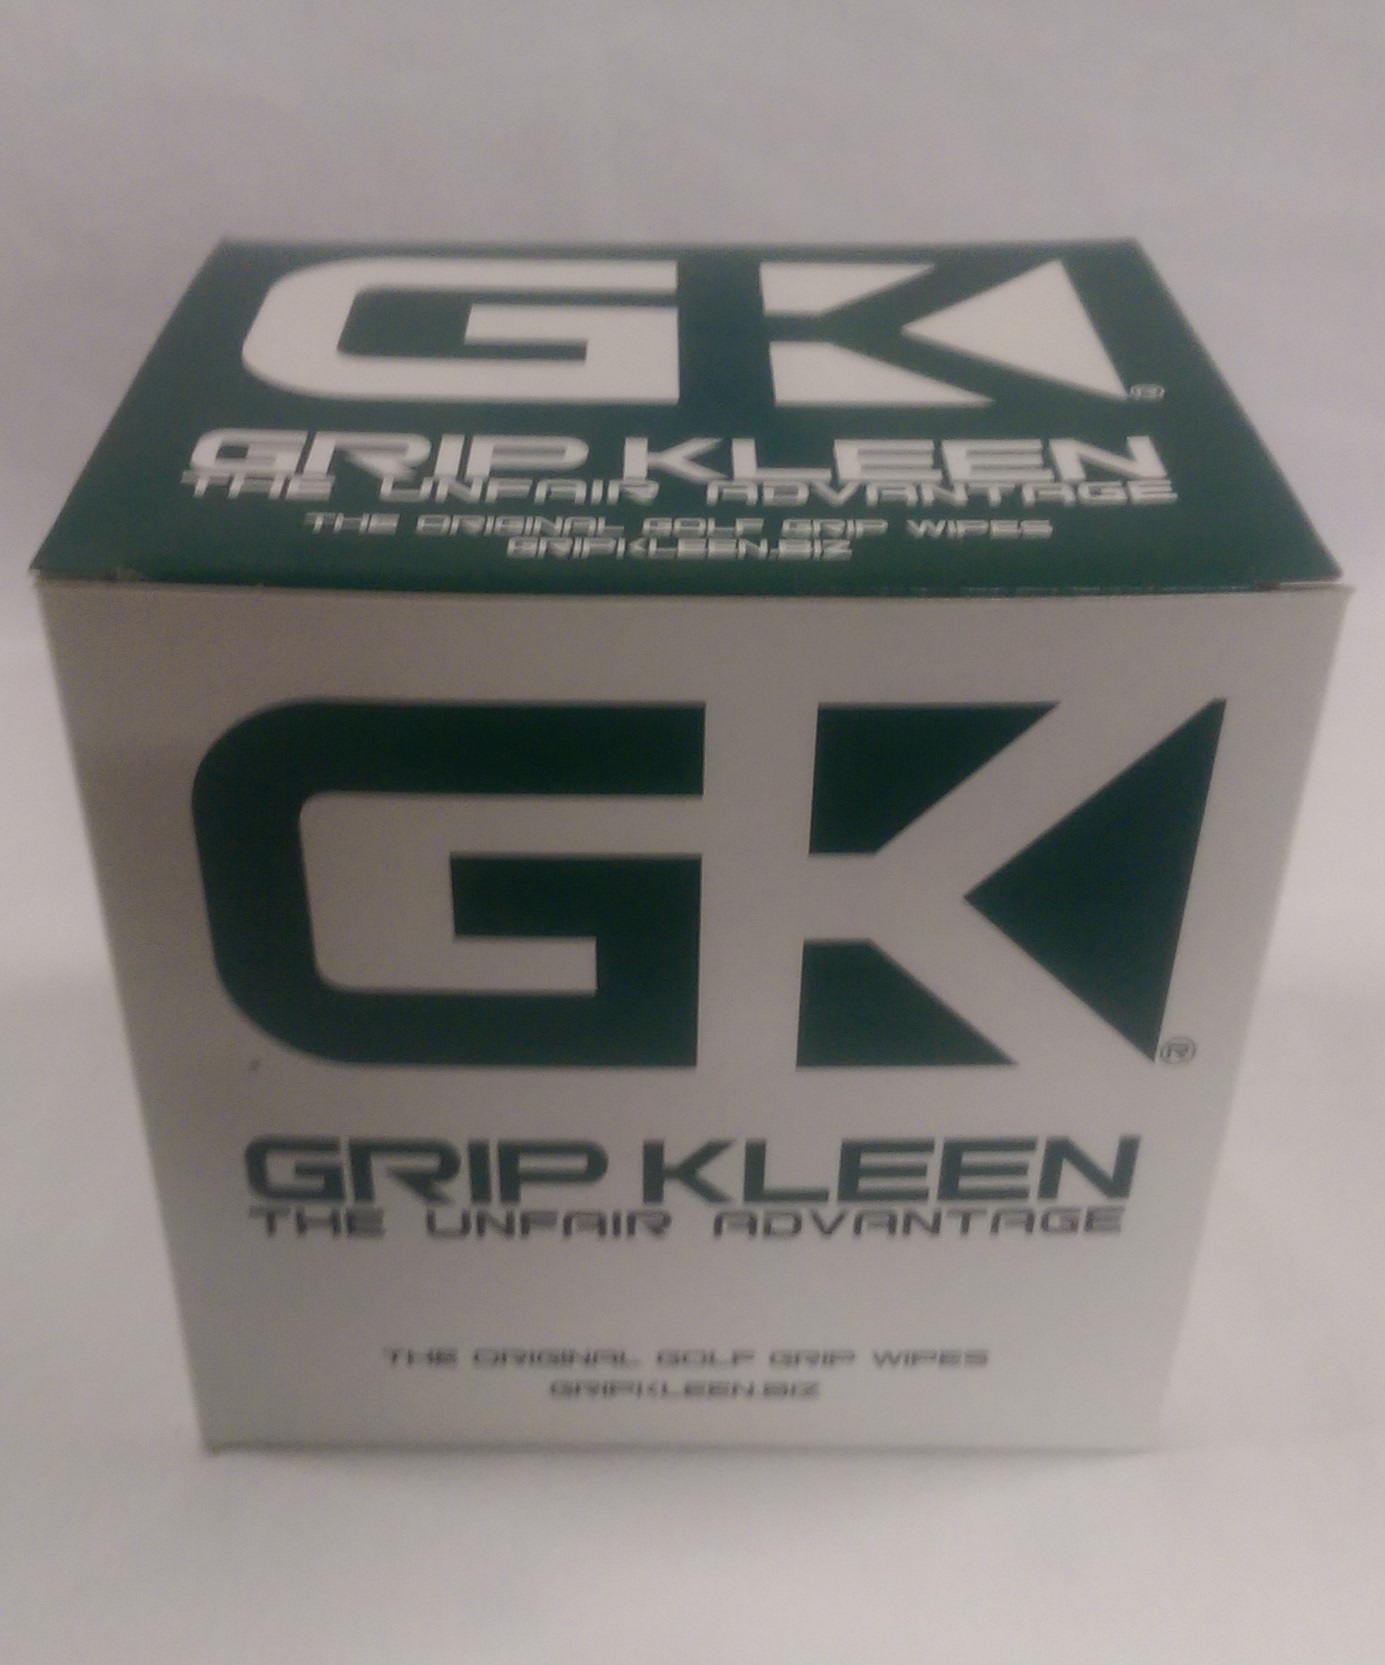 GK®
GRIP KLEEN
THE UNFAIR ADVANTAGE
THE ORIGINAL GOLF GRIP WIPES
GRIPKLEEN.BIZ
GK®
GRIP KLEEN
THE UNFAIR ADVANTAGE
THE ORIGINAL GOLF GRIP WIPES
GRIPKLEEN.BIZ